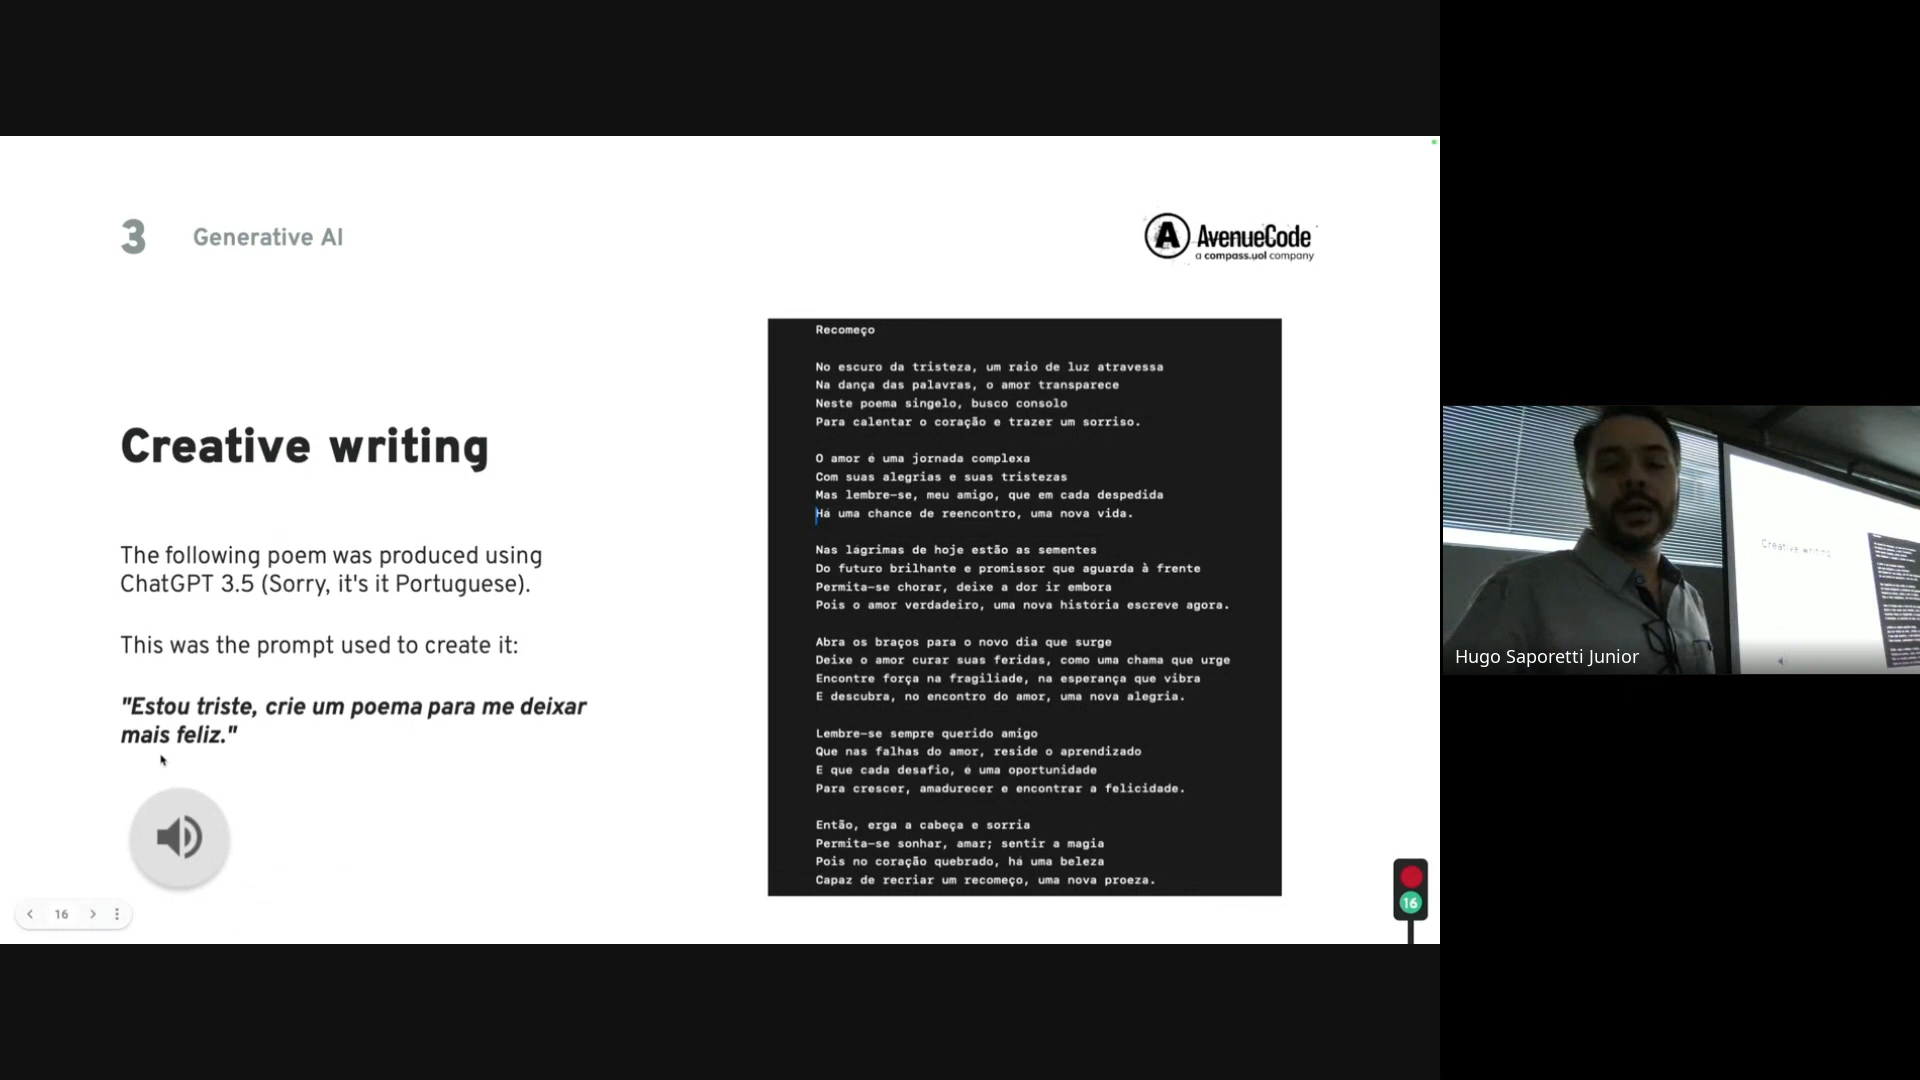 3 Generative AI
AvenueCode
a compass.uol company
Creative writing
The following poem was produced using
ChatGPT 3.5 (Sorry, it's it Portuguese).
This was the prompt used to create it:
"Estou triste, crie um poema para me deixar
mais feliz."
Recomeço
No escuro da tristeza, um raio de luz atravessa
Na dança das palavras, o amor transparece
Neste poema singelo, busco consolo
Para calentar o coração e trazer um sorriso.
O amor é uma jornada complexa
Com suas alegrias e suas tristezas
Mas lembre-se, meu amigo, que em cada despedida
Há uma chance de reencontro, uma nova vida.
Nas lágrimas de hoje estão as sementes
Do futuro brilhante e promissor que aguarda à frente
Permita-se chorar, deixe a dor ir embora
Pois o amor verdadeiro, uma nova história escreve agora.
Abra os braços para o novo dia que surge
Deixe o amor curar suas feridas, como uma chama que urge
Encontre força na fragiliade, na esperança que vibra
E descubra, no encontro do amor, uma nova alegria.
Lembre-se sempre querido amigo
Que nas falhas do amor, reside o aprendizado
E que cada desafio, é uma oportunidade
Para crescer, amadurecer e encontrar a felicidade.
Então, erga a cabeça e sorria
Permita-se sonhar, amar; sentir a magia
Pois no coração quebrado, há uma beleza
Capaz de recriar um recomeço, uma nova proeza.
16
16
Creative writing
Hugo Saporetti Junior